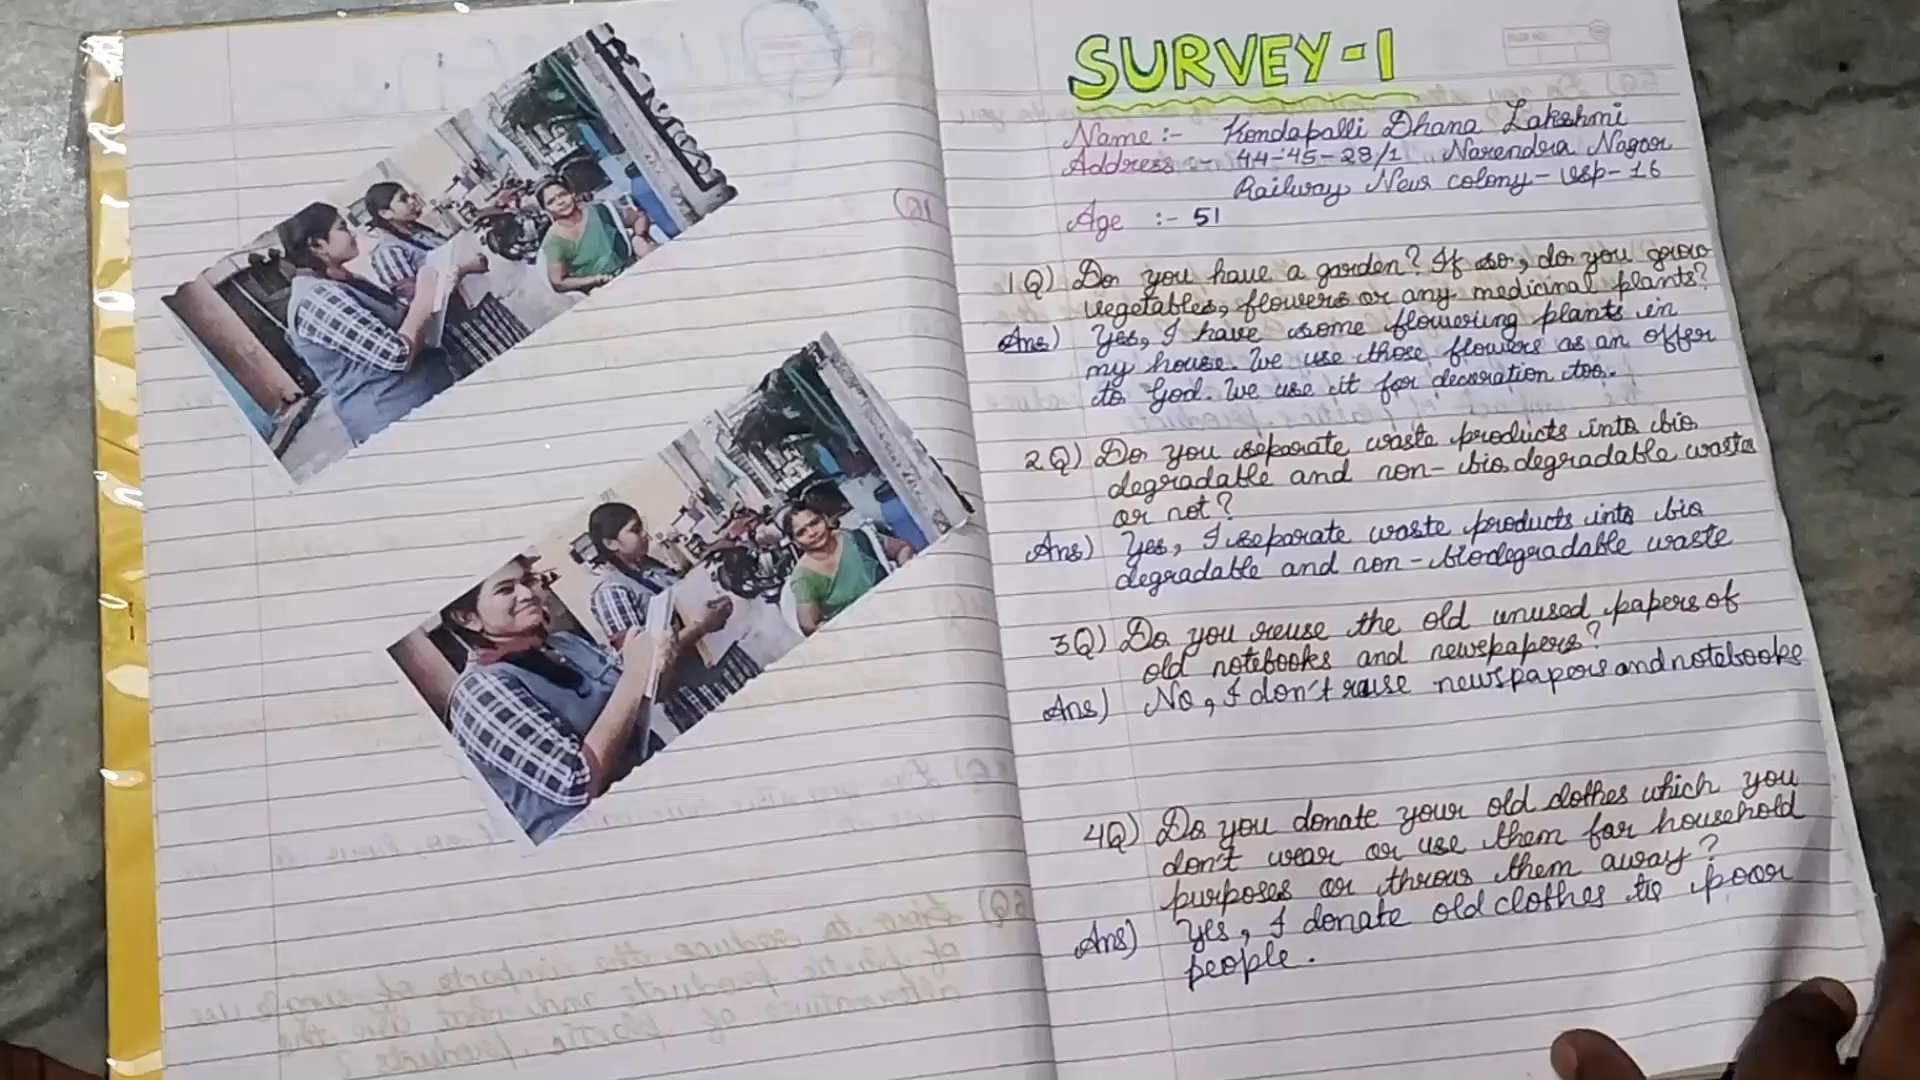 SURVEY-1
Name :- Kondapalli Dhana Lakshmi
Address :- 44-45-28/1 Narendra Nagar
Railway New colony - vsp-16
Age :- 51
1Q) Do you have a garden? If so, do you grow
vegetables, flowers or any medicinal plants?
Ans) Yes, I have some flowering plants in
my house. We use those flowers as an offer
to God. We use it for decoration too.
2Q) Do you separate waste products into bio
degradable and non-bio degradable waste
or not?
Ans) Yes, I separate waste products into bio
degradable and non-biodegradable waste
3Q) Do you reuse the old unused papers of
old notebooks and newspapers?
Ans) No, I don't reuse newspapers and notebooks
4Q) Do you donate your old clothes which you
don't wear or use them for household
purposes or throw them away?
Ans) Yes, I donate old clothes to poor
people.